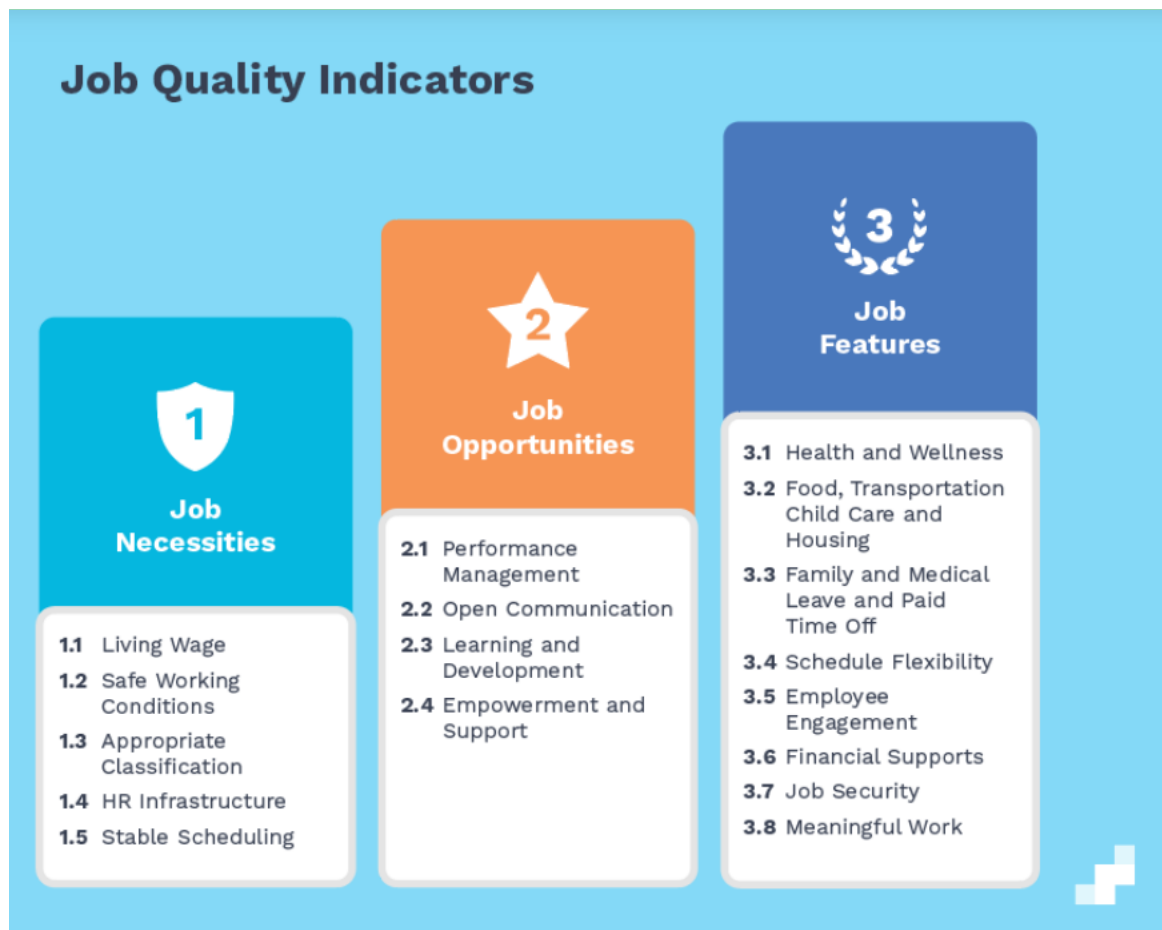 Job Quality Indicators
1
Job
Necessities
1.1 Living Wage
1.2 Safe Working
Conditions
1.3 Appropriate
Classification
1.4 HR Infrastructure
1.5 Stable Scheduling
2
Job
Opportunities
2.1 Performance
Management
2.2 Open Communication
2.3 Learning and
Development
2.4 Empowerment and
Support
3
Job
Features
3.1 Health and Wellness
3.2 Food, Transportation
Child Care and
Housing
3.3 Family and Medical
Leave and Paid
Time Off
3.4 Schedule Flexibility
3.5 Employee
Engagement
3.6 Financial Supports
3.7 Job Security
3.8 Meaningful Work